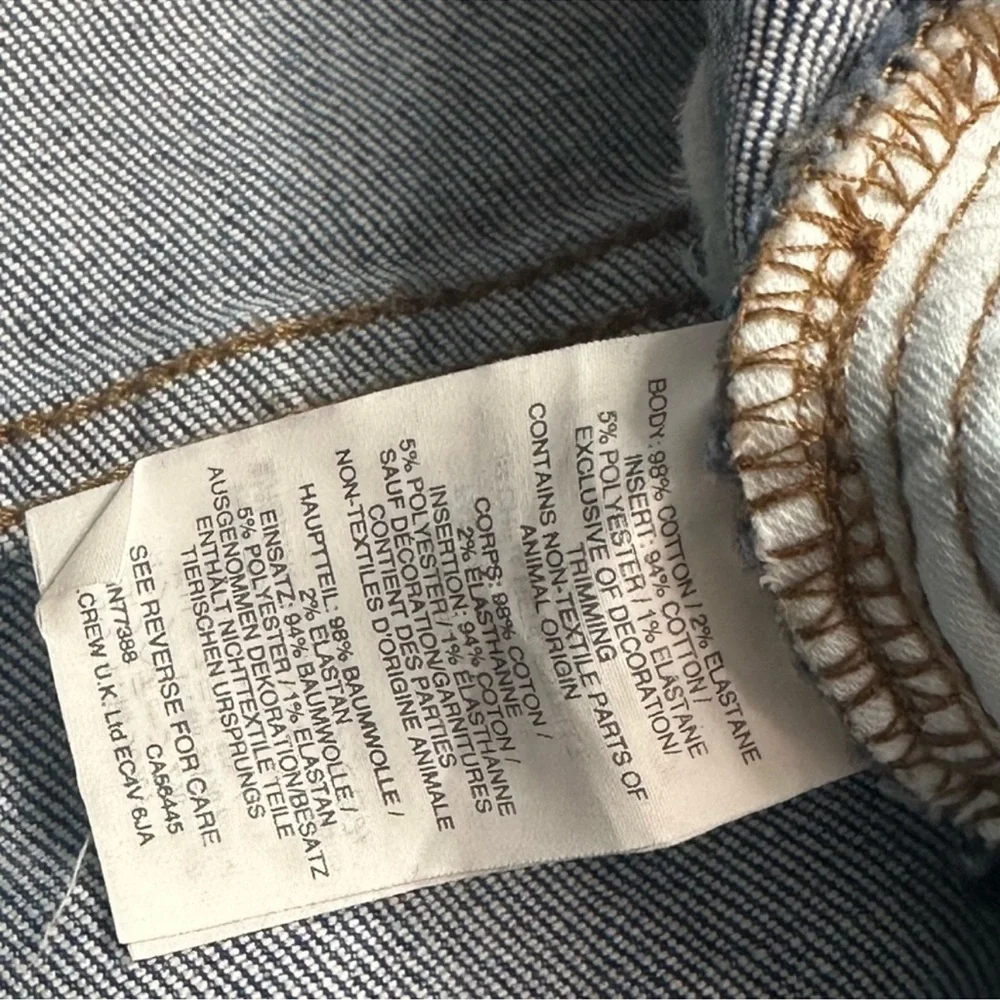 BODY: 98% COTTON / 2% ELASTANE
INSERT: 94% COTTON /
5% POLYESTER / 1% ELASTANE
EXCLUSIVE OF DECORATION/
TRIMMING
CONTAINS NON-TEXTILE PARTS OF
ANIMAL ORIGIN
CORPS: 98% COTON /
2% ÉLASTHANNE
INSERTION: 94% COTON /
5% POLYESTER / 1% ÉLASTHANNE
SAUF DÉCORATION/GARNITURES
CONTIENT DES PARTIES
NON-TEXTILES D'ORIGINE ANIMALE
HAUPTTEIL: 98% BAUMWOLLE /
2% ELASTAN
EINSATZ: 94% BAUMWOLLE /
5% POLYESTER / 1% ELASTAN
AUSGENOMMEN DEKORATION/BESATZ
ENTHÄLT NICHTTEXTILE TEILE
TIERISCHEN URSPRUNGS
SEE REVERSE FOR CARE
N77388 CA56445
.CREW U.K. Ltd EC4V 6JA